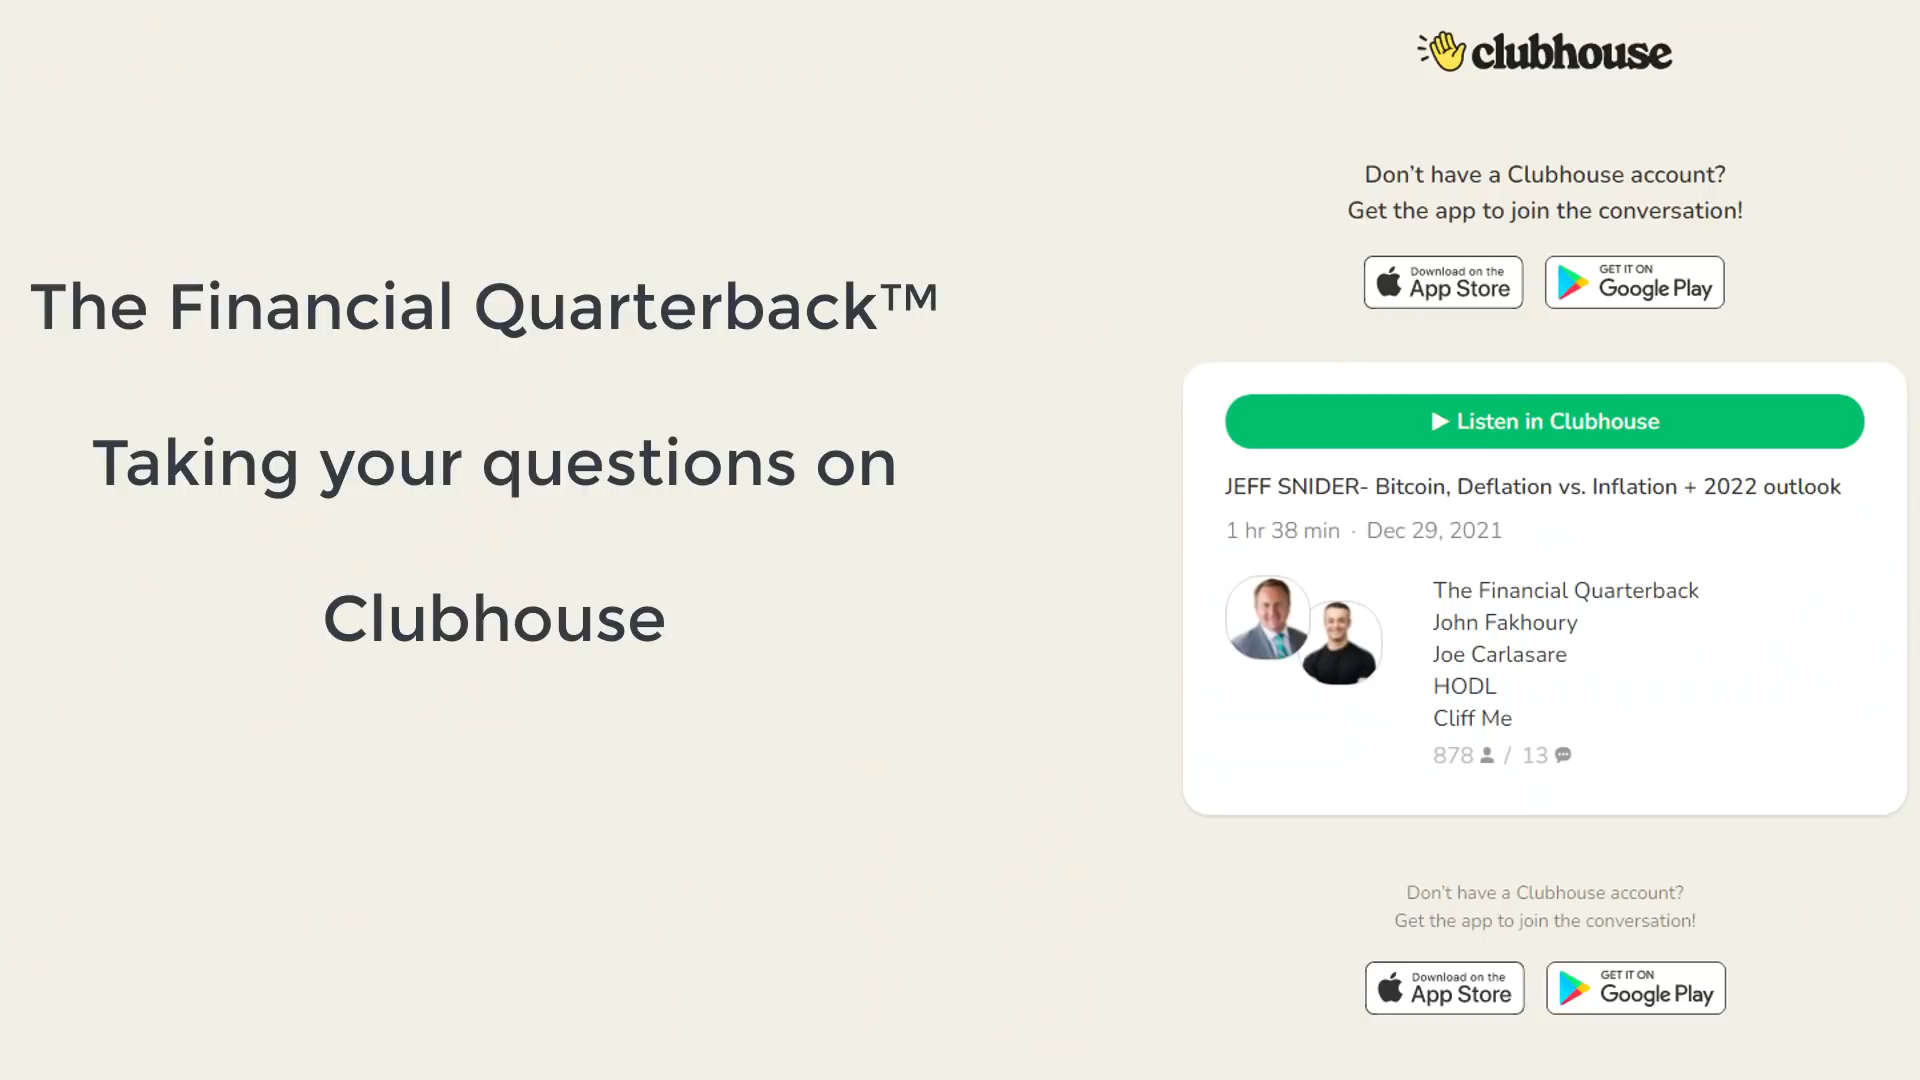 The Financial Quarterback™
Taking your questions on
Clubhouse
clubhouse
Don’t have a Clubhouse account?
Get the app to join the conversation!
Download on the
App Store
GET IT ON
Google Play
Listen in Clubhouse
JEFF SNIDER- Bitcoin, Deflation vs. Inflation + 2022 outlook
1 hr 38 min · Dec 29, 2021
The Financial Quarterback
John Fakhoury
Joe Carlasare
HODL
Cliff Me
878 / 13
Don’t have a Clubhouse account?
Get the app to join the conversation!
Download on the
App Store
GET IT ON
Google Play